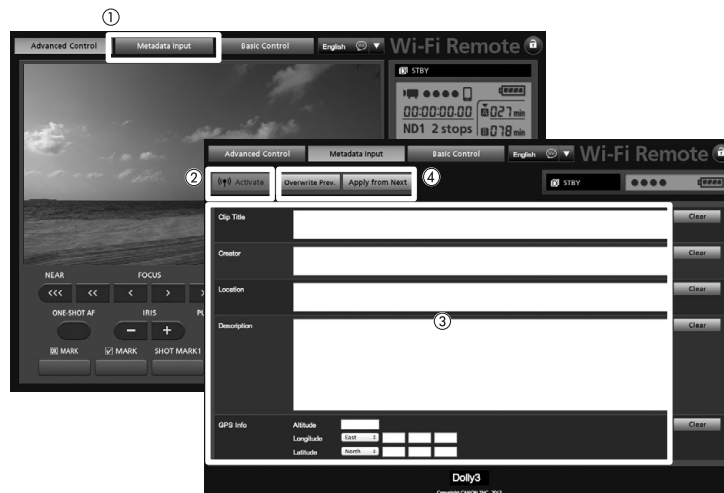 ①
Advanced Control Metadata Input Basic Control English Wi-Fi Remote
STBY
00:00:00.00 027 min
ND1 2 stops 078 min
NEAR FOCUS
<<< << < >
ONE-SHOT AF IRIS
− +
OK MARK ☑ MARK SHOT MARK1
Advanced Control Metadata Input Basic Control English Wi-Fi Remote
② Activate Overwrite Prev. Apply from Next ④ STBY
Clip Title Clear
Creator Clear
Location Clear
Description ③ Clear
GPS Info Altitude Clear
Longitude East
Latitude North
Dolly3